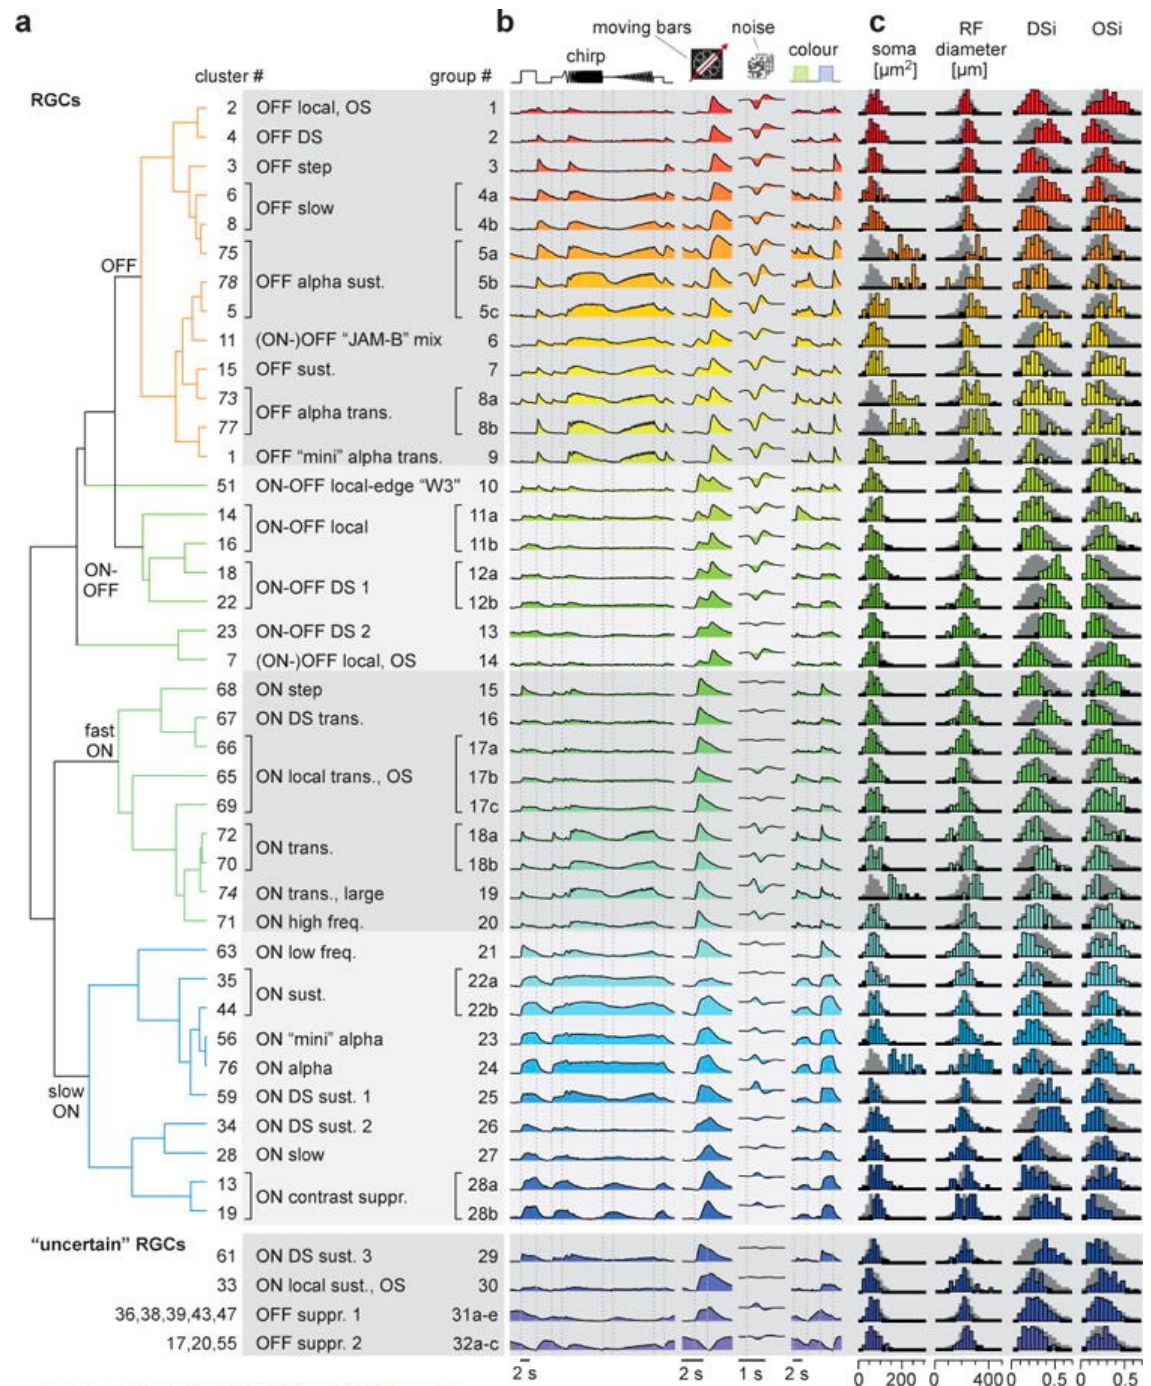 a
b
c
moving bars
noise
chirp
colour
soma
[µm²]
RF
diameter
[µm]
DSi
OSi
cluster #
group #
RGCs
2 OFF local, OS 1
4 OFF DS 2
3 OFF step 3
6 4a
OFF slow
8 4b
75 5a
OFF
78 OFF alpha sust. 5b
5 5c
11 (ON-)OFF “JAM-B” mix 6
15 OFF sust. 7
73 8a
OFF alpha trans.
77 8b
1 OFF “mini” alpha trans. 9
51 ON-OFF local-edge “W3” 10
14 11a
ON-OFF local
16 11b
ON-
OFF
18 12a
ON-OFF DS 1
22 12b
23 ON-OFF DS 2 13
7 (ON-)OFF local, OS 14
68 ON step 15
67 ON DS trans. 16
fast
ON
66 17a
65 ON local trans., OS 17b
69 17c
72 18a
ON trans.
70 18b
74 ON trans., large 19
71 ON high freq. 20
63 ON low freq. 21
35 22a
ON sust.
44 22b
56 ON “mini” alpha 23
76 ON alpha 24
slow
ON
59 ON DS sust. 1 25
34 ON DS sust. 2 26
28 ON slow 27
13 28a
ON contrast suppr.
19 28b
“uncertain” RGCs
61 ON DS sust. 3 29
33 ON local sust., OS 30
36,38,39,43,47 OFF suppr. 1 31a-e
17,20,55 OFF suppr. 2 32a-c
2 s 2 s 1 s 2 s 0 200 0 400 0 0.5 0 0.5